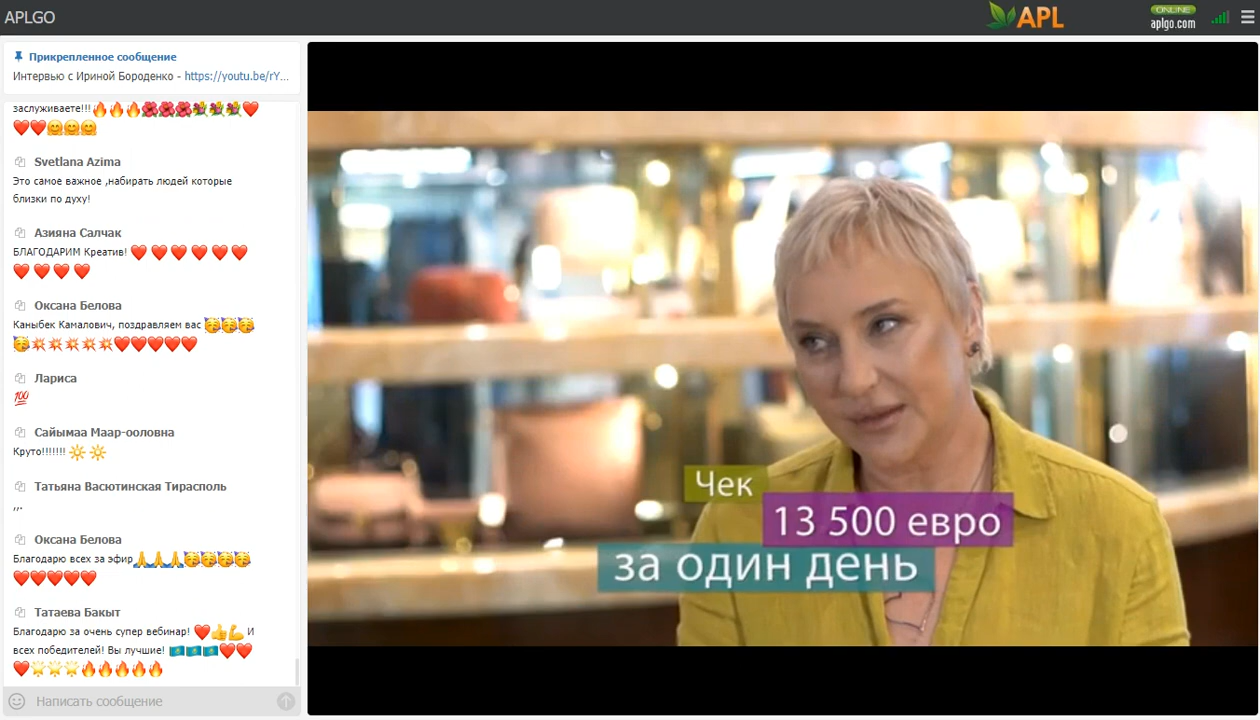 APLGO
APL
ONLINE
aplgo.com
Прикрепленное сообщение
Интервью с Ириной Бороденко - https://youtu.be/rY...
заслуживаете!!!🔥🔥🔥🌺🌺🌺💐💐💐❤️
❤️❤️🤗🤗🤗
Svetlana Azima
Это самое важное ,набирать людей которые
близки по духу!
Азияна Салчак
БЛАГОДАРИМ Креатив! ❤️ ❤️ ❤️ ❤️ ❤️ ❤️
❤️ ❤️ ❤️ ❤️
Оксана Белова
Каныбек Камалович, поздравляем вас 🥳🥳🥳
🥳💥💥💥💥💥❤️❤️❤️❤️❤️
Лариса
💯
Сайымаа Маар-ооловна
Круто!!!!!!! 🔆 🔆
Татьяна Васютинская Тирасполь
,,.
Оксана Белова
Благодарю всех за эфир🙏🙏🙏🥳🥳🥳🥳
❤️❤️❤️❤️❤️
Татаева Бакыт
Благодарю за очень супер вебинар! ❤️👍💪 И
всех победителей! Вы лучшие! 🇰🇿🇰🇿🇰🇿❤️❤️
❤️🌟🌟🌟🔥🔥🔥🔥🔥
Написать сообщение
Чек
13 500 евро
за один день